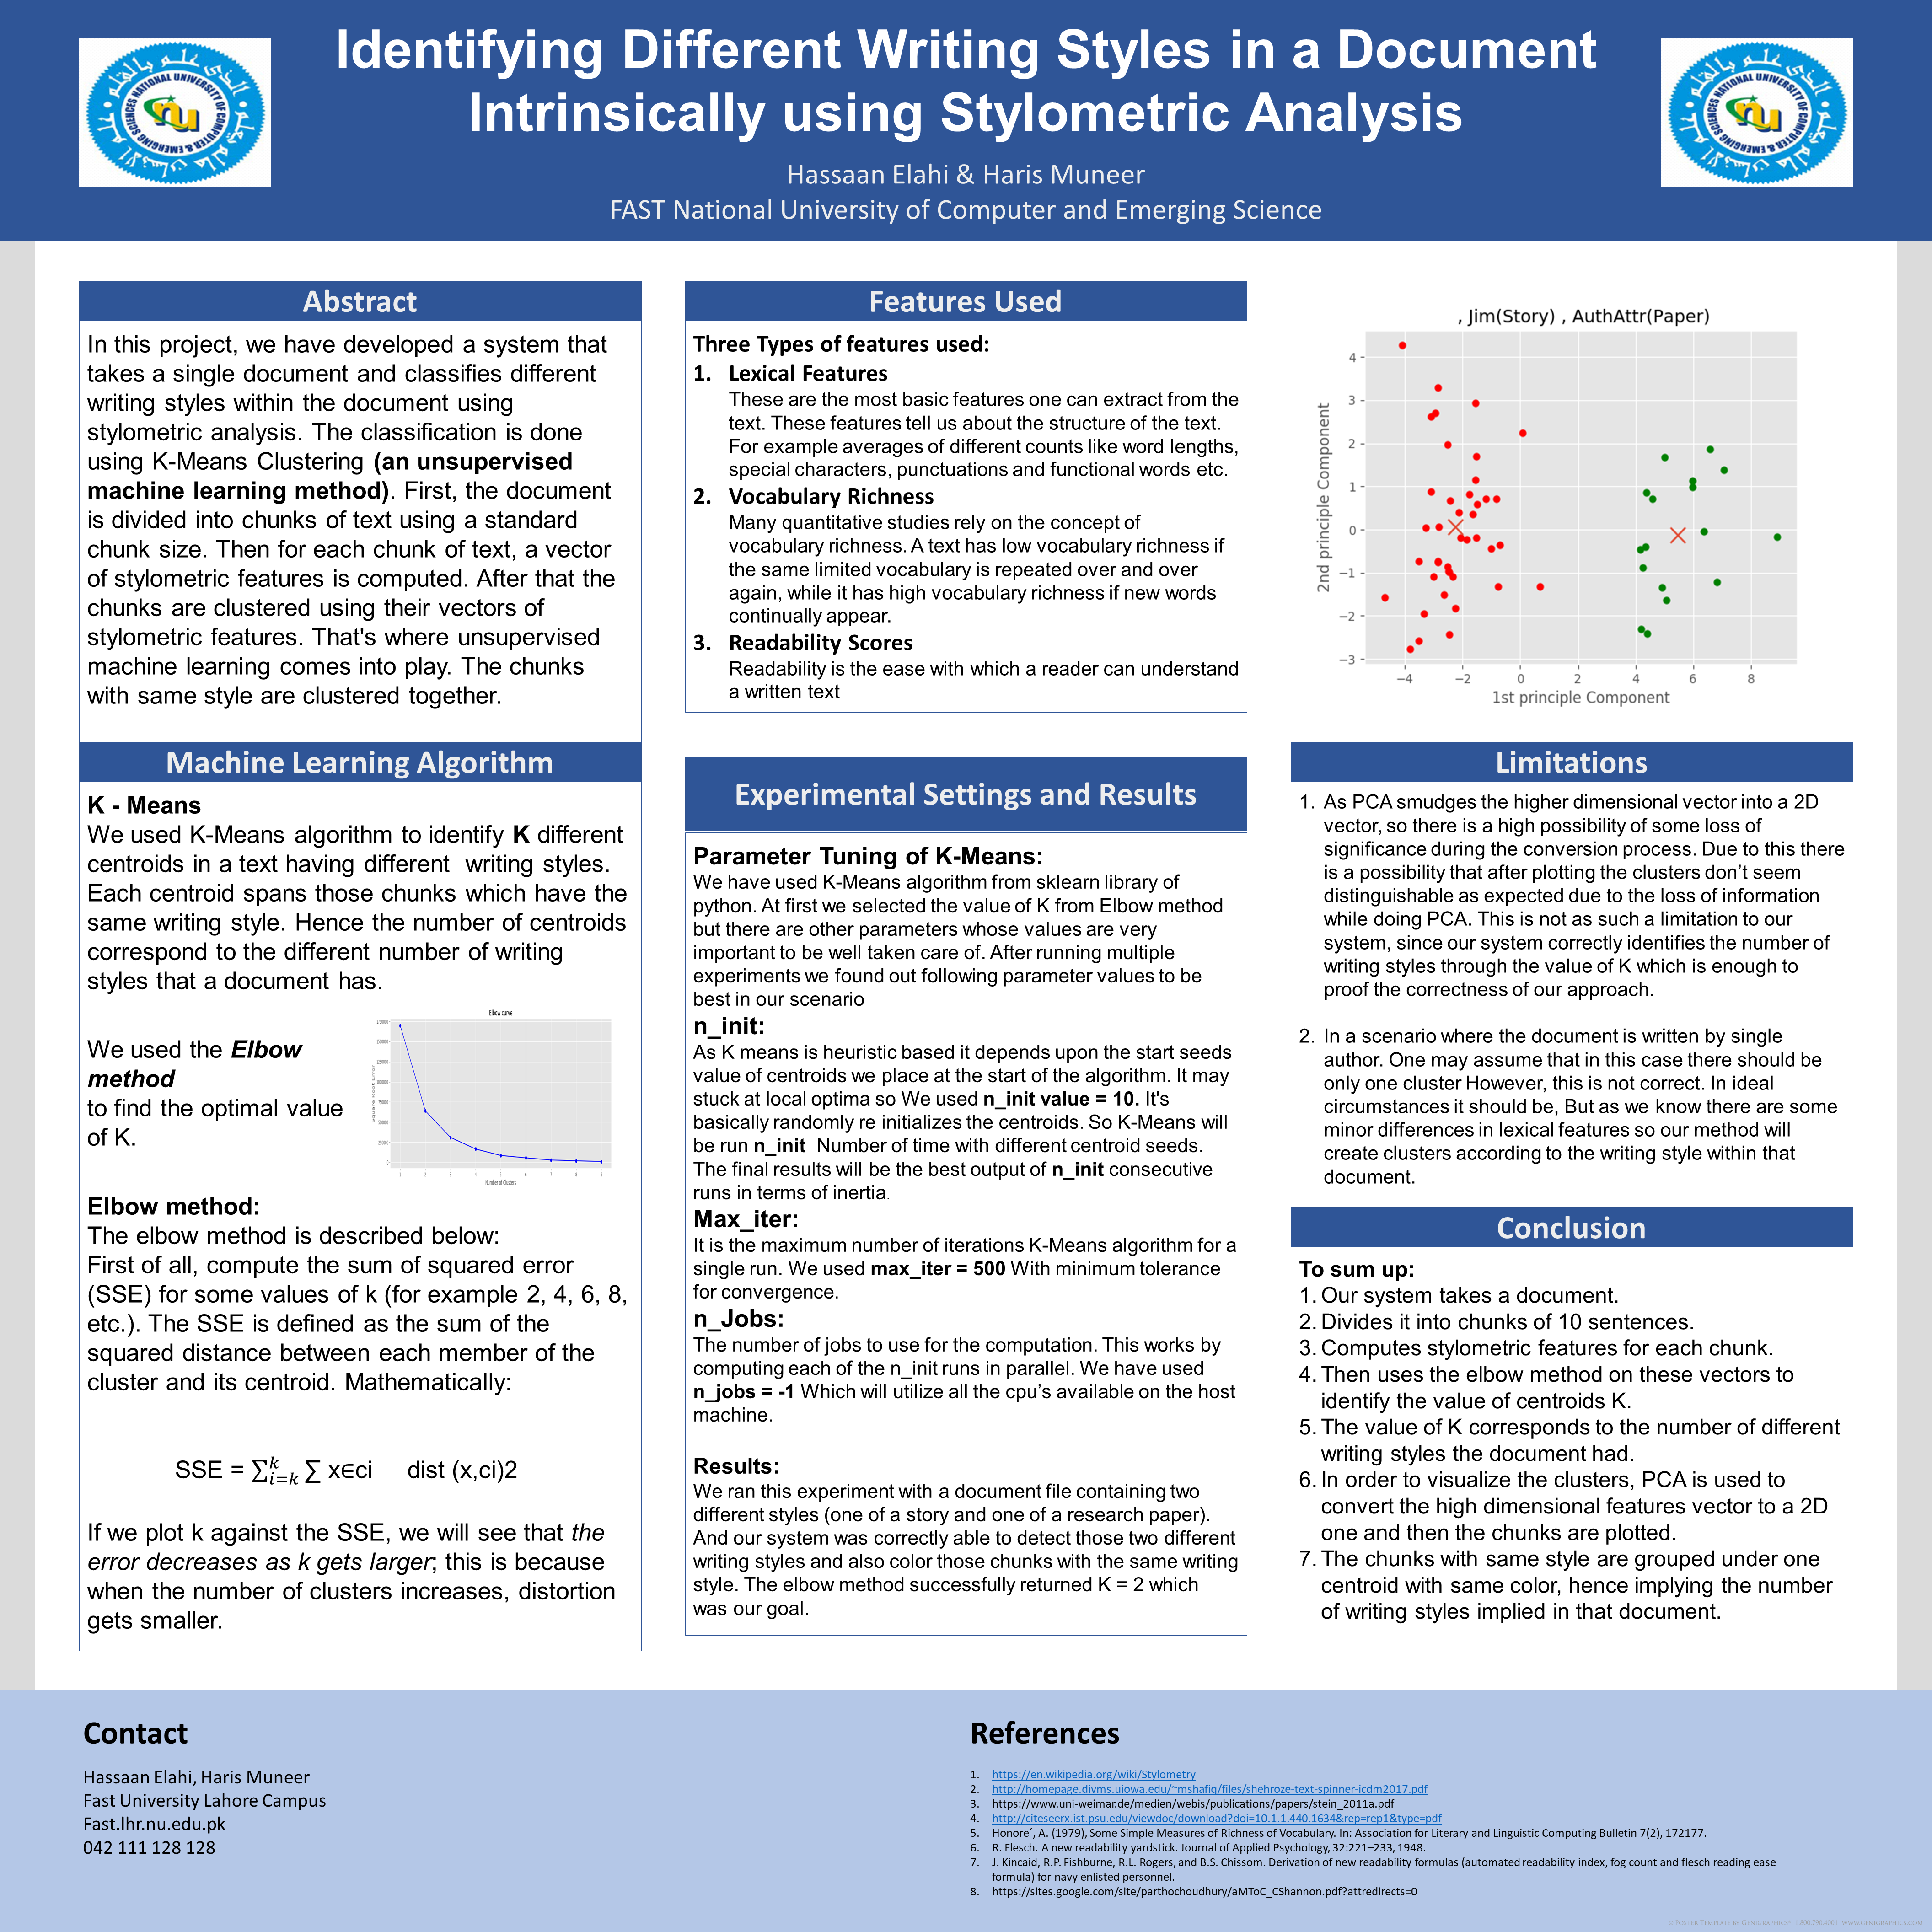 Identifying Different Writing Styles in a Document
Intrinsically using Stylometric Analysis
Hassaan Elahi & Haris Muneer
FAST National University of Computer and Emerging Science
NATIONAL UNIVERSITY OF COMPUTER & EMERGING SCIENCES
nu
NATIONAL UNIVERSITY OF COMPUTER & EMERGING SCIENCES
nu
Abstract
In this project, we have developed a system that
takes a single document and classifies different
writing styles within the document using
stylometric analysis. The classification is done
using K-Means Clustering (an unsupervised
machine learning method). First, the document
is divided into chunks of text using a standard
chunk size. Then for each chunk of text, a vector
of stylometric features is computed. After that the
chunks are clustered using their vectors of
stylometric features. That's where unsupervised
machine learning comes into play. The chunks
with same style are clustered together.
Machine Learning Algorithm
K - Means
We used K-Means algorithm to identify K different
centroids in a text having different writing styles.
Each centroid spans those chunks which have the
same writing style. Hence the number of centroids
correspond to the different number of writing
styles that a document has.
We used the Elbow
method
to find the optimal value
of K.
Elbow curve
Square Root Error
Number of Clusters
1 2 3 4 5 6 7 8 9
Elbow method:
The elbow method is described below:
First of all, compute the sum of squared error
(SSE) for some values of k (for example 2, 4, 6, 8,
etc.). The SSE is defined as the sum of the
squared distance between each member of the
cluster and its centroid. Mathematically:
SSE = ∑ᵏᵢ₌ₖ ∑ x∈ci dist (x,ci)2
If we plot k against the SSE, we will see that the
error decreases as k gets larger; this is because
when the number of clusters increases, distortion
gets smaller.
Features Used
Three Types of features used:
1. Lexical Features
These are the most basic features one can extract from the
text. These features tell us about the structure of the text.
For example averages of different counts like word lengths,
special characters, punctuations and functional words etc.
2. Vocabulary Richness
Many quantitative studies rely on the concept of
vocabulary richness. A text has low vocabulary richness if
the same limited vocabulary is repeated over and over
again, while it has high vocabulary richness if new words
continually appear.
3. Readability Scores
Readability is the ease with which a reader can understand
a written text
Experimental Settings and Results
Parameter Tuning of K-Means:
We have used K-Means algorithm from sklearn library of
python. At first we selected the value of K from Elbow method
but there are other parameters whose values are very
important to be well taken care of. After running multiple
experiments we found out following parameter values to be
best in our scenario
n_init:
As K means is heuristic based it depends upon the start seeds
value of centroids we place at the start of the algorithm. It may
stuck at local optima so We used n_init value = 10. It's
basically randomly re initializes the centroids. So K-Means will
be run n_init Number of time with different centroid seeds.
The final results will be the best output of n_init consecutive
runs in terms of inertia.
Max_iter:
It is the maximum number of iterations K-Means algorithm for a
single run. We used max_iter = 500 With minimum tolerance
for convergence.
n_Jobs:
The number of jobs to use for the computation. This works by
computing each of the n_init runs in parallel. We have used
n_jobs = -1 Which will utilize all the cpu's available on the host
machine.
Results:
We ran this experiment with a document file containing two
different styles (one of a story and one of a research paper).
And our system was correctly able to detect those two different
writing styles and also color those chunks with the same writing
style. The elbow method successfully returned K = 2 which
was our goal.
, Jim(Story) , AuthAttr(Paper)
2nd principle Component
4
3
2
1
0
−1
−2
−3
−4 −2 0 2 4 6 8
1st principle Component
Limitations
1. As PCA smudges the higher dimensional vector into a 2D
vector, so there is a high possibility of some loss of
significance during the conversion process. Due to this there
is a possibility that after plotting the clusters don’t seem
distinguishable as expected due to the loss of information
while doing PCA. This is not as such a limitation to our
system, since our system correctly identifies the number of
writing styles through the value of K which is enough to
proof the correctness of our approach.
2. In a scenario where the document is written by single
author. One may assume that in this case there should be
only one cluster However, this is not correct. In ideal
circumstances it should be, But as we know there are some
minor differences in lexical features so our method will
create clusters according to the writing style within that
document.
Conclusion
To sum up:
1. Our system takes a document.
2. Divides it into chunks of 10 sentences.
3. Computes stylometric features for each chunk.
4. Then uses the elbow method on these vectors to
identify the value of centroids K.
5. The value of K corresponds to the number of different
writing styles the document had.
6. In order to visualize the clusters, PCA is used to
convert the high dimensional features vector to a 2D
one and then the chunks are plotted.
7. The chunks with same style are grouped under one
centroid with same color, hence implying the number
of writing styles implied in that document.
Contact
Hassaan Elahi, Haris Muneer
Fast University Lahore Campus
Fast.lhr.nu.edu.pk
042 111 128 128
References
1. https://en.wikipedia.org/wiki/Stylometry
2. http://homepage.divms.uiowa.edu/~mshafiq/files/shehroze-text-spinner-icdm2017.pdf
3. https://www.uni-weimar.de/medien/webis/publications/papers/stein_2011a.pdf
4. http://citeseerx.ist.psu.edu/viewdoc/download?doi=10.1.1.440.1634&rep=rep1&type=pdf
5. Honore´, A. (1979), Some Simple Measures of Richness of Vocabulary. In: Association for Literary and Linguistic Computing Bulletin 7(2), 172177.
6. R. Flesch. A new readability yardstick. Journal of Applied Psychology, 32:221–233, 1948.
7. J. Kincaid, R.P. Fishburne, R.L. Rogers, and B.S. Chissom. Derivation of new readability formulas (automated readability index, fog count and flesch reading ease
formula) for navy enlisted personnel.
8. https://sites.google.com/site/parthochoudhury/aMToC_CShannon.pdf?attredirects=0
© Poster Template by Genigraphics® 1.800.790.4001 www.genigraphics.com